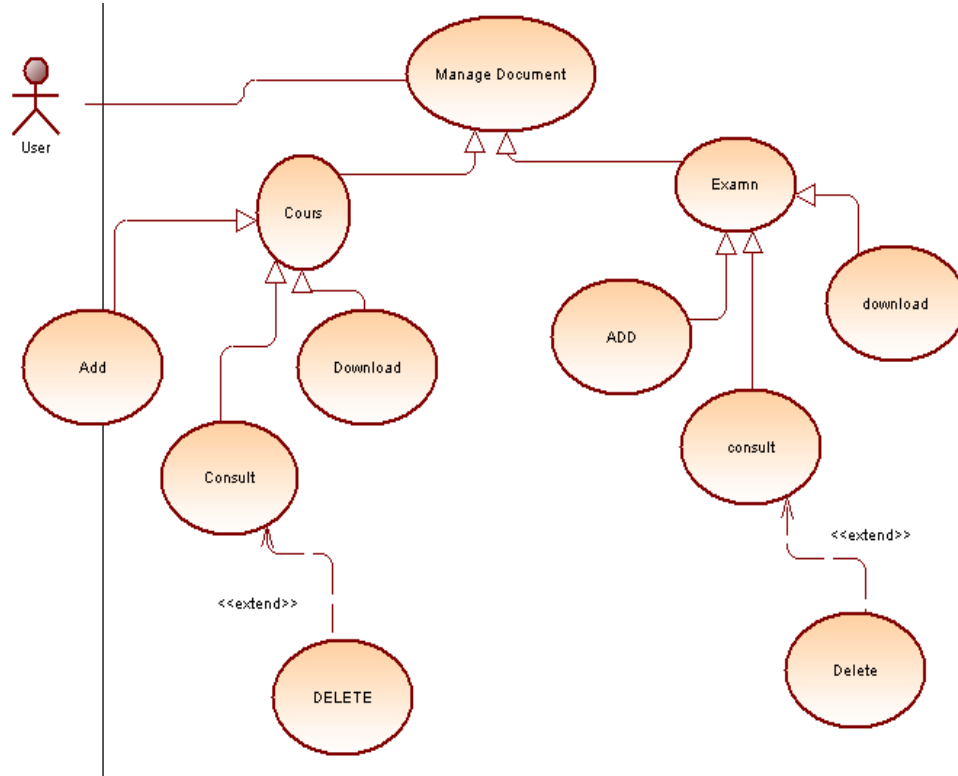 Manage Document
User
Examn
Cours
download
ADD
Add
Download
consult
Consult
<<extend>>
<<extend>>
Delete
DELETE